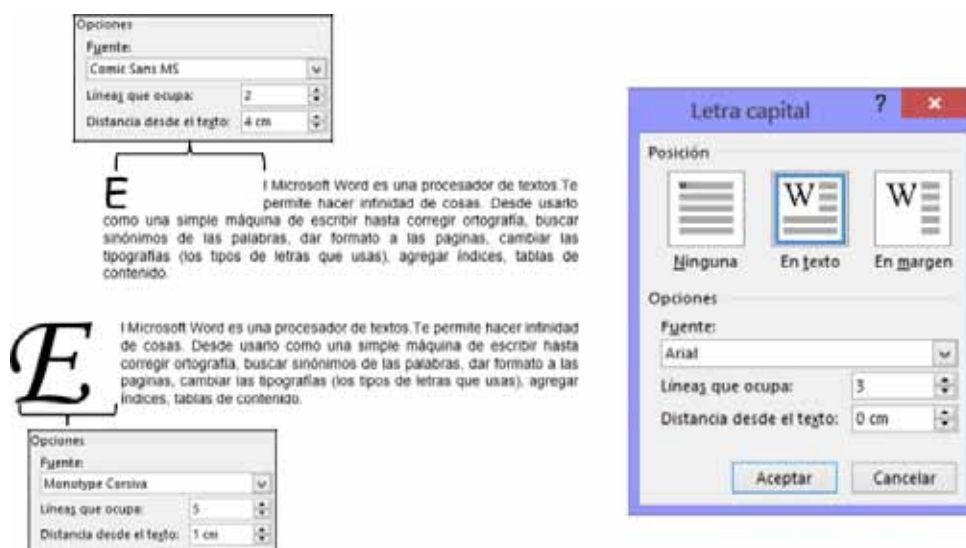 Opciones
Fuente:
Comic Sans MS
Líneas que ocupa: 2
Distancia desde el texto: 4 cm
E l Microsoft Word es una procesador de textos.Te
permite hacer infinidad de cosas. Desde usarlo
como una simple máquina de escribir hasta corregir ortografía, buscar
sinónimos de las palabras, dar formato a las paginas, cambiar las
tipografías (los tipos de letras que usas), agregar índices, tablas de
contenido.
E l Microsoft Word es una procesador de textos.Te permite hacer infinidad
de cosas. Desde usarlo como una simple máquina de escribir hasta
corregir ortografía, buscar sinónimos de las palabras, dar formato a las
paginas, cambiar las tipografías (los tipos de letras que usas), agregar
índices, tablas de contenido.
Opciones
Fuente:
Monotype Corsiva
Líneas que ocupa: 5
Distancia desde el texto: 1 cm
Letra capital ?
Posición
W W
Ninguna En texto En margen
Opciones
Fuente:
Arial
Líneas que ocupa: 3
Distancia desde el texto: 0 cm
Aceptar Cancelar